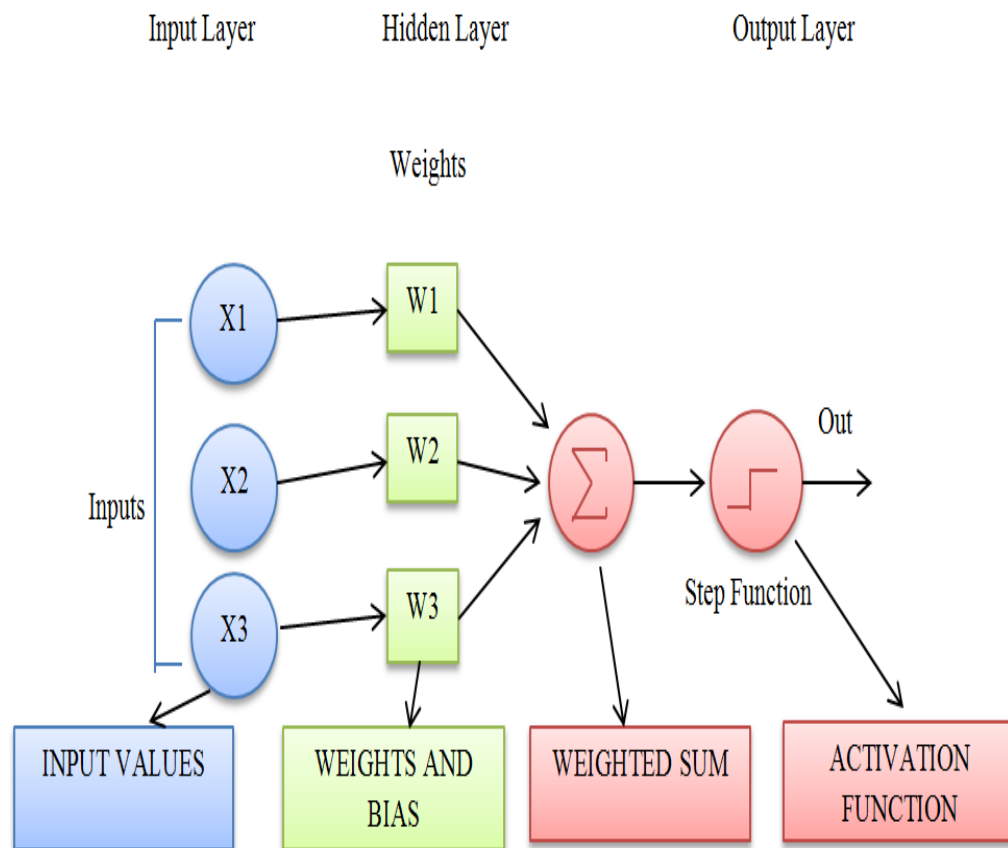 Input Layer Hidden Layer Output Layer
Weights
X1 W1
Out
X2 W2 Σ
Inputs
X3 W3 Step Function
INPUT VALUES WEIGHTS AND BIAS WEIGHTED SUM ACTIVATION FUNCTION